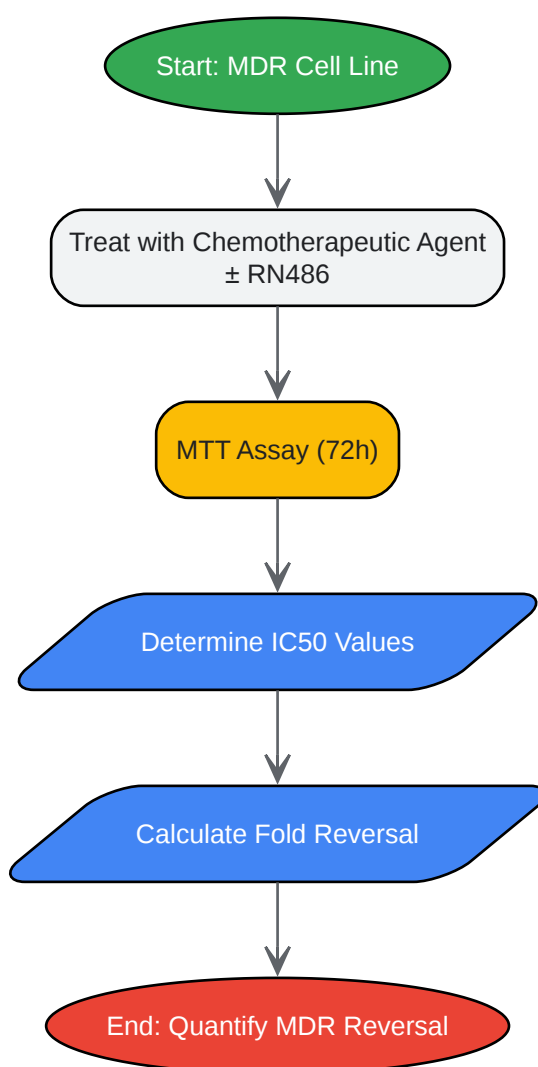 Start: MDR Cell Line
Treat with Chemotherapeutic Agent
± RN486
MTT Assay (72h)
Determine IC50 Values
Calculate Fold Reversal
End: Quantify MDR Reversal